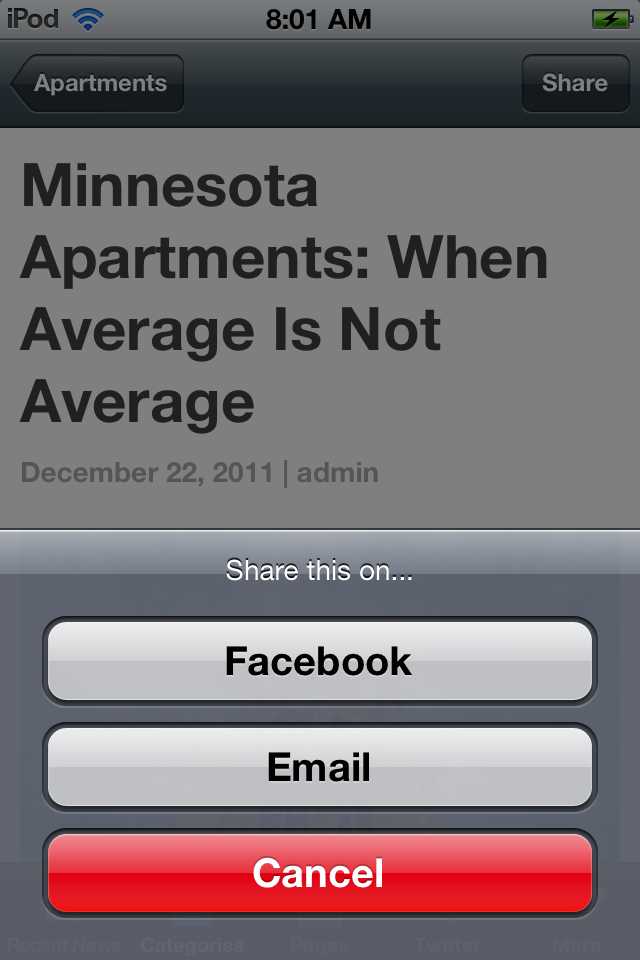 iPod 8:01 AM
Apartments Share
Minnesota
Apartments: When
Average Is Not
Average
December 22, 2011 | admin
Share this on...
Facebook
Email
Cancel
Recent News Categories Pages Twitter More